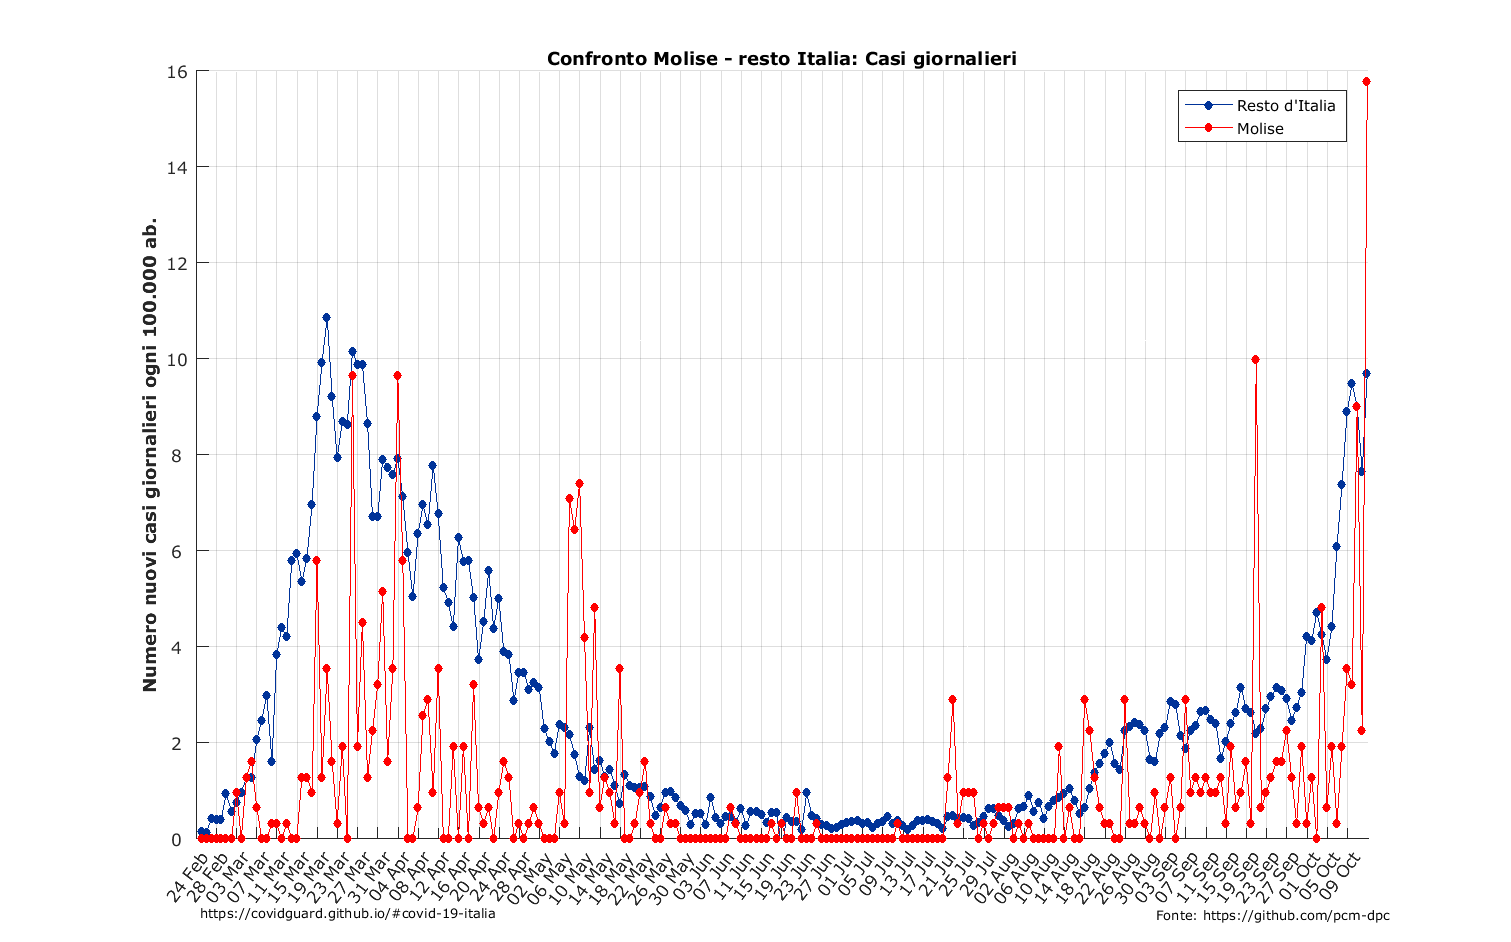 Confronto Molise - resto Italia: Casi giornalieri
Numero nuovi casi giornalieri ogni 100.000 ab.
16
14
12
10
8
6
4
2
0
Resto d'Italia
Molise
24 Feb
28 Feb
03 Mar
07 Mar
11 Mar
15 Mar
19 Mar
23 Mar
27 Mar
31 Mar
04 Apr
08 Apr
12 Apr
16 Apr
20 Apr
24 Apr
28 Apr
02 May
06 May
10 May
14 May
18 May
22 May
26 May
30 May
03 Jun
07 Jun
11 Jun
15 Jun
19 Jun
23 Jun
27 Jun
01 Jul
05 Jul
09 Jul
13 Jul
17 Jul
21 Jul
25 Jul
29 Jul
02 Aug
06 Aug
10 Aug
14 Aug
18 Aug
22 Aug
26 Aug
30 Aug
03 Sep
07 Sep
11 Sep
15 Sep
19 Sep
23 Sep
27 Sep
01 Oct
05 Oct
09 Oct
https://covidguard.github.io/#covid-19-italia
Fonte: https://github.com/pcm-dpc